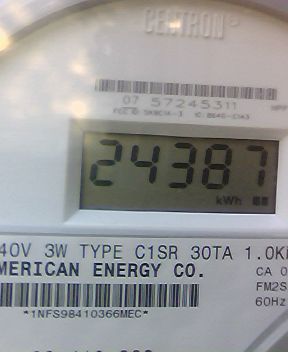 CENTRON
07 57245311
24387
kWh
40V 3W TYPE C1SR 30TA 1.0K
MERICAN ENERGY CO.
CA 0
FM2S
60Hz
*1NFS98410366MEC*